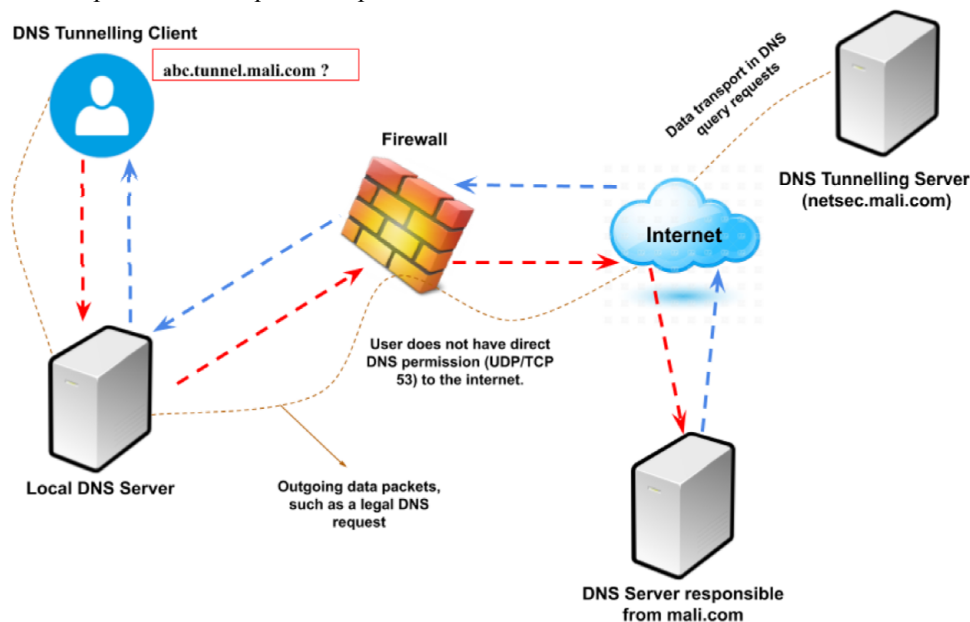 DNS Tunnelling Client
abc.tunnel.mali.com ?
Data transport in DNS
query requests
Firewall
DNS Tunnelling Server
(netsec.mali.com)
Internet
User does not have direct
DNS permission (UDP/TCP
53) to the internet.
Local DNS Server
Outgoing data packets,
such as a legal DNS
request
DNS Server responsible
from mali.com